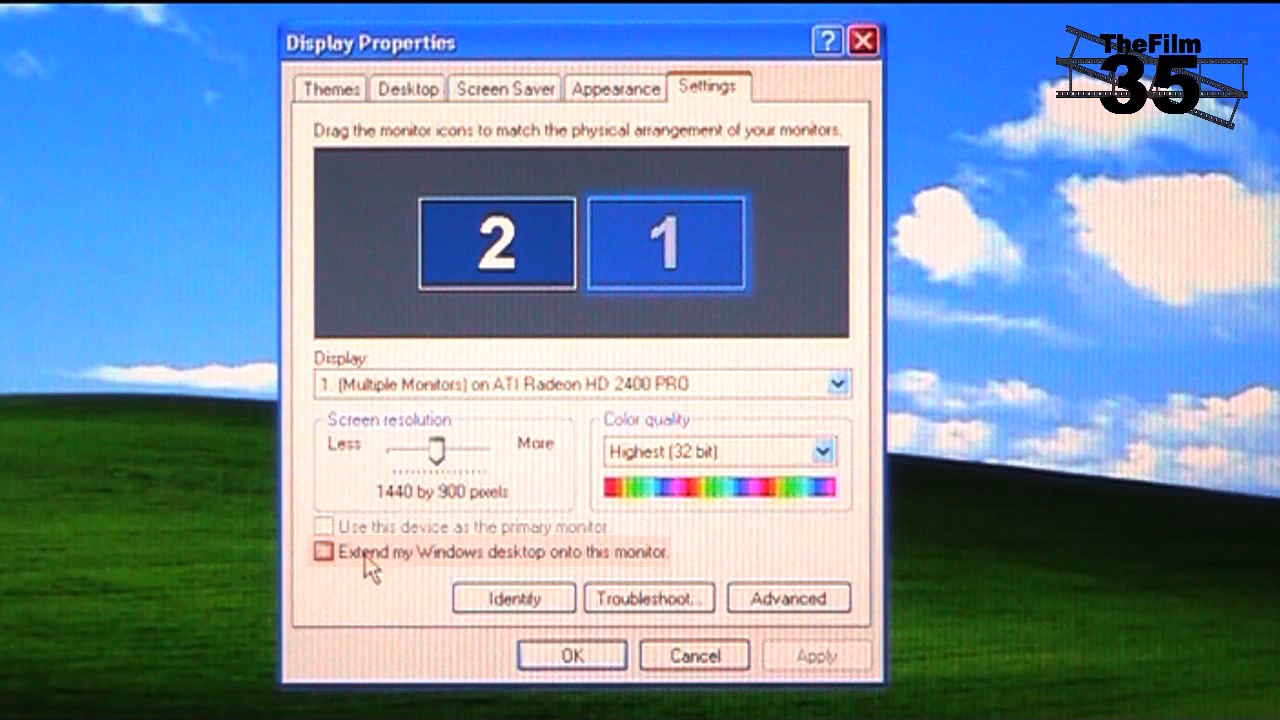 Display Properties
?
TheFilm
35
Themes Desktop Screen Saver Appearance Settings
Drag the monitor icons to match the physical arrangement of your monitors.
2 1
Display:
1. (Multiple Monitors) on ATI Radeon HD 2400 PRO
Screen resolution
Color quality
Less More
Highest (32 bit)
1440 by 900 pixels
Use this device as the primary monitor.
Extend my Windows desktop onto this monitor.
Identify Troubleshoot... Advanced
OK Cancel Apply